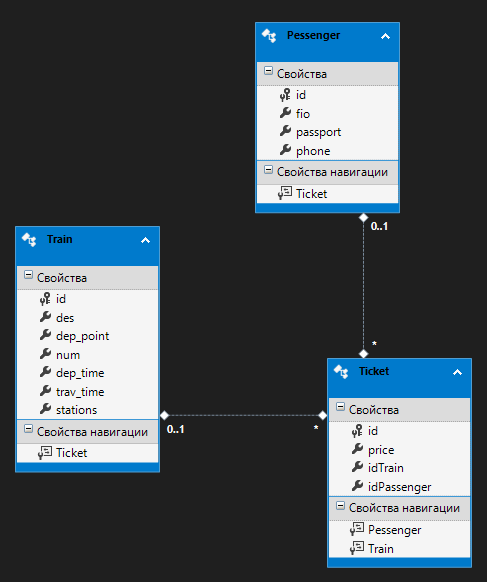 Pessenger
Свойства
id
fio
passport
phone
Свойства навигации
Ticket
0..1
*
Train
Свойства
id
des
dep_point
num
dep_time
trav_time
stations
Свойства навигации
Ticket
0..1
*
Ticket
Свойства
id
price
idTrain
idPassenger
Свойства навигации
Pessenger
Train